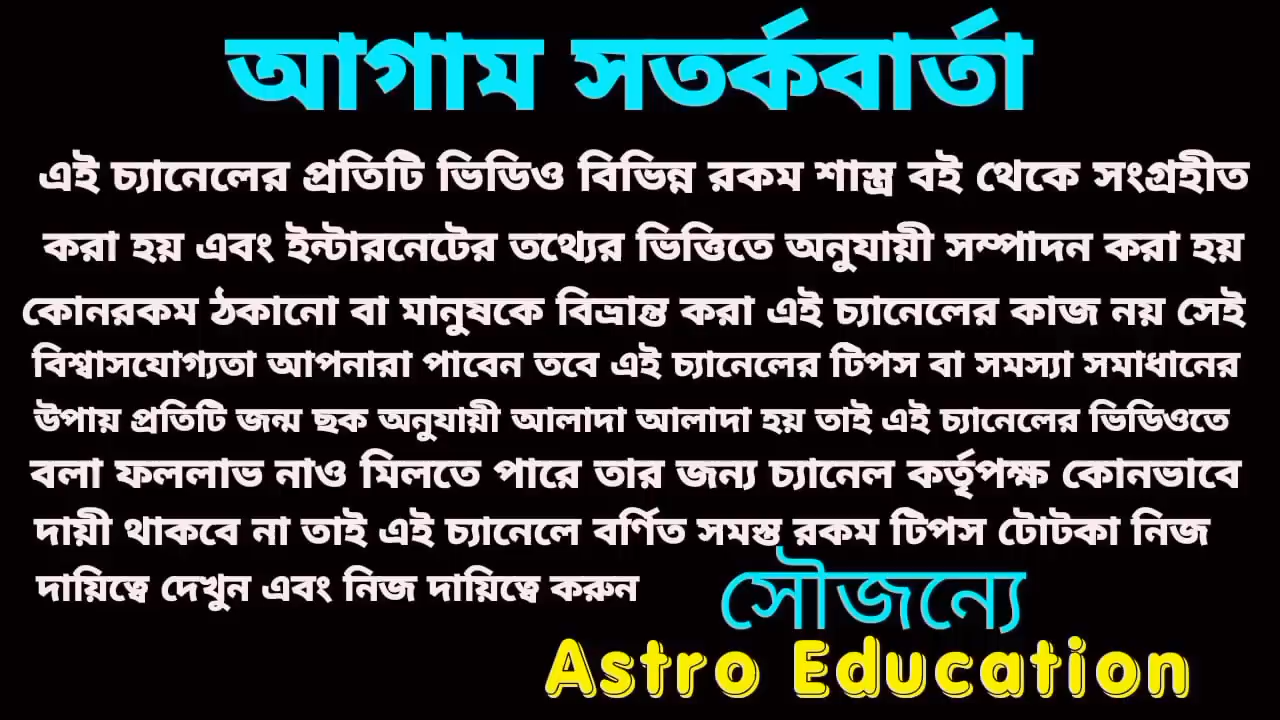 আগাম সতর্কবার্তা
এই চ্যানেলের প্রতিটি ভিডিও বিভিন্ন রকম শাস্ত্র বই থেকে সংগ্রহীত
করা হয় এবং ইন্টারনেটের তথ্যের ভিত্তিতে অনুযায়ী সম্পাদন করা হয়
কোনরকম ঠকানো বা মানুষকে বিভ্রান্ত করা এই চ্যানেলের কাজ নয় সেই
বিশ্বাসযোগ্যতা আপনারা পাবেন তবে এই চ্যানেলের টিপস বা সমস্যা সমাধানের
উপায় প্রতিটি জন্ম ছক অনুযায়ী আলাদা আলাদা হয় তাই এই চ্যানেলের ভিডিওতে
বলা ফললাভ নাও মিলতে পারে তার জন্য চ্যানেল কর্তৃপক্ষ কোনভাবে
দায়ী থাকবে না তাই এই চ্যানেলে বর্ণিত সমস্ত রকম টিপস টোটকা নিজ
দায়িত্বে দেখুন এবং নিজ দায়িত্বে করুন
সৌজন্যে
Astro Education